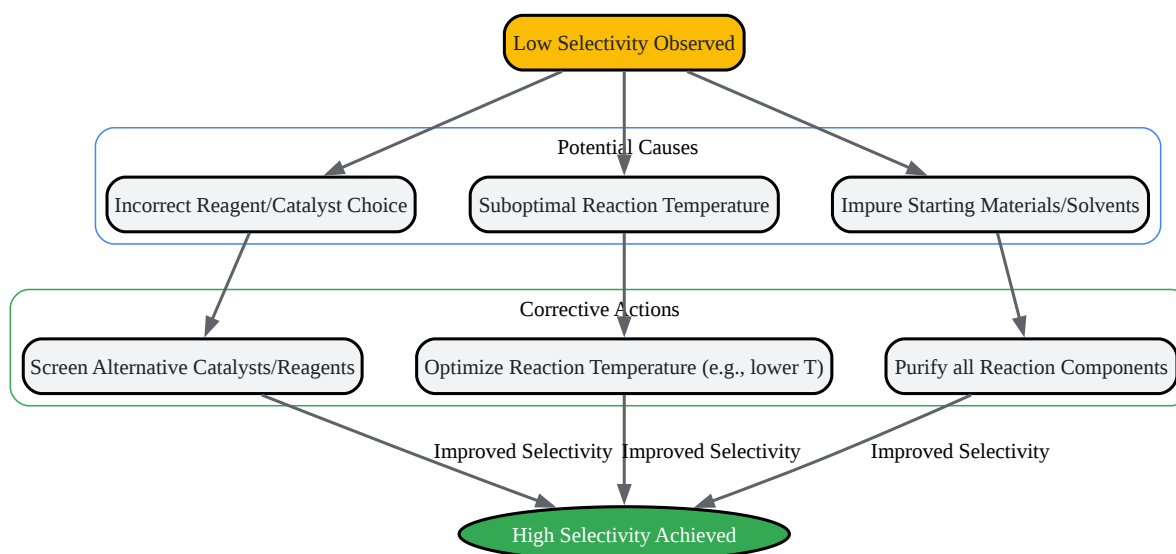 Low Selectivity Observed
Potential Causes
Incorrect Reagent/Catalyst Choice
Suboptimal Reaction Temperature
Impure Starting Materials/Solvents
Corrective Actions
Screen Alternative Catalysts/Reagents
Optimize Reaction Temperature (e.g., lower T)
Purify all Reaction Components
Improved Selectivity
Improved Selectivity
Improved Selectivity
High Selectivity Achieved